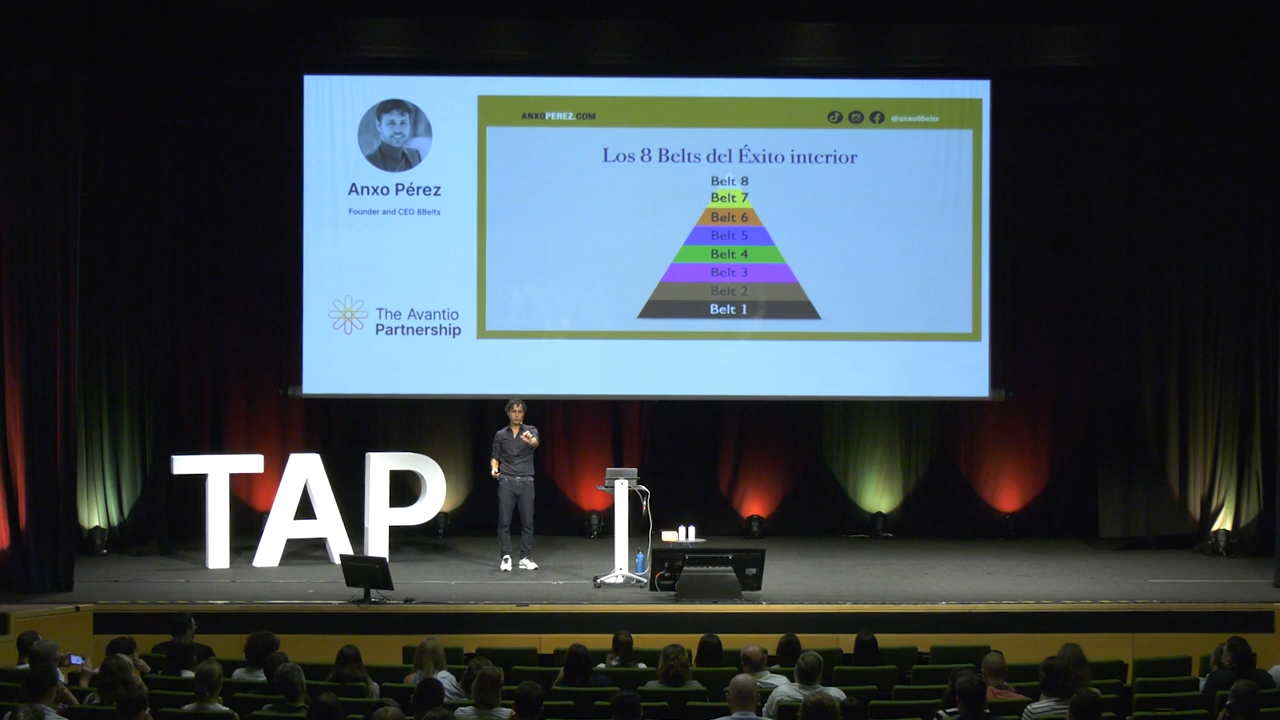 Anxo Pérez
Founder and CEO 8Belts
The Avantio
Partnership
ANXOPEREZ.COM
@anxo8belts
Los 8 Belts del Éxito interior
Belt 8
Belt 7
Belt 6
Belt 5
Belt 4
Belt 3
Belt 2
Belt 1
TAP